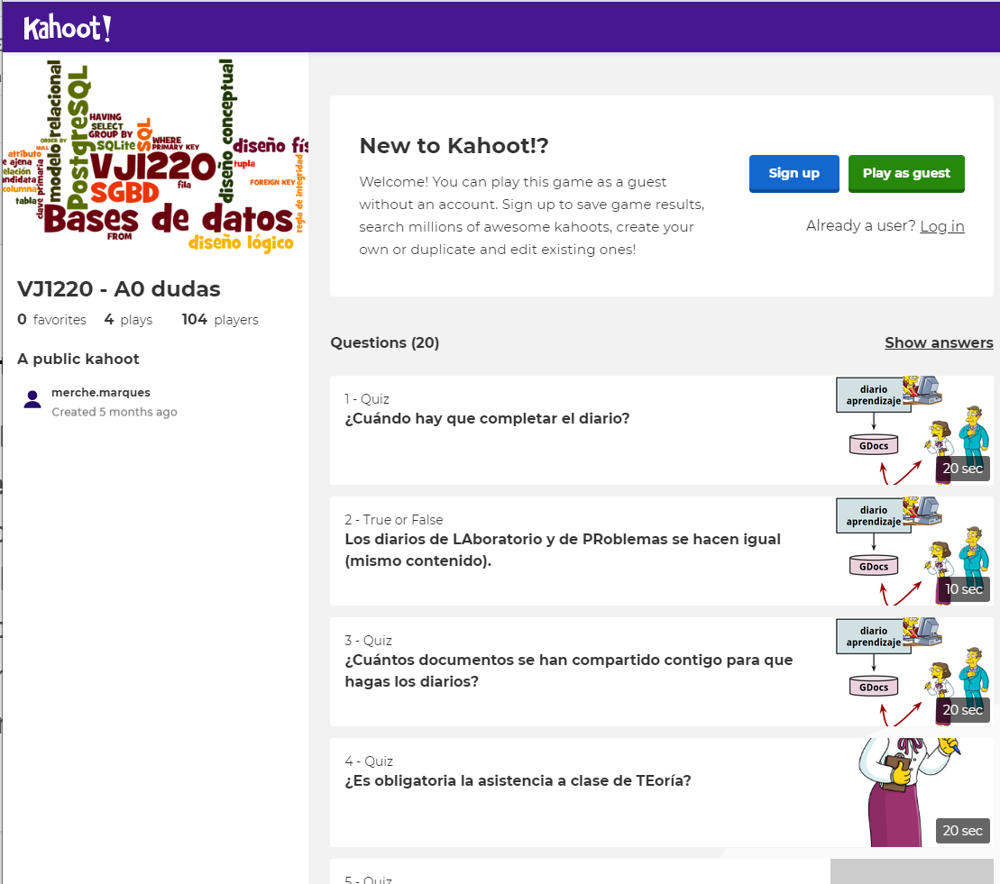 Kahoot!
modelo relacional
PostgreSQL
HAVING
SELECT
GROUP BY
SQLite
SQL
WHERE
PRIMARY KEY
diseño conceptual
diseño fís
ORDER BY
NULL
atributo
e ajena
elación
andidata
columna
tabla
clave primaria
VJ1220
SGBD
fila
tupla
FOREIGN KEY
regla de integridad
Bases de datos
FROM
diseño lógico
New to Kahoot!?
Welcome! You can play this game as a guest
without an account. Sign up to save game results,
search millions of awesome kahoots, create your
own or duplicate and edit existing ones!
Sign up
Play as guest
Already a user? Log in
VJ1220 - A0 dudas
0 favorites 4 plays 104 players
A public kahoot
merche.marques
Created 5 months ago
Questions (20)
Show answers
1 - Quiz
¿Cuándo hay que completar el diario?
diario
aprendizaje
GDocs
20 sec
2 - True or False
Los diarios de LAboratorio y de PRoblemas se hacen igual
(mismo contenido).
diario
aprendizaje
GDocs
10 sec
3 - Quiz
¿Cuántos documentos se han compartido contigo para que
hagas los diarios?
diario
aprendizaje
GDocs
20 sec
4 - Quiz
¿Es obligatoria la asistencia a clase de TEoría?
20 sec
5 - Quiz